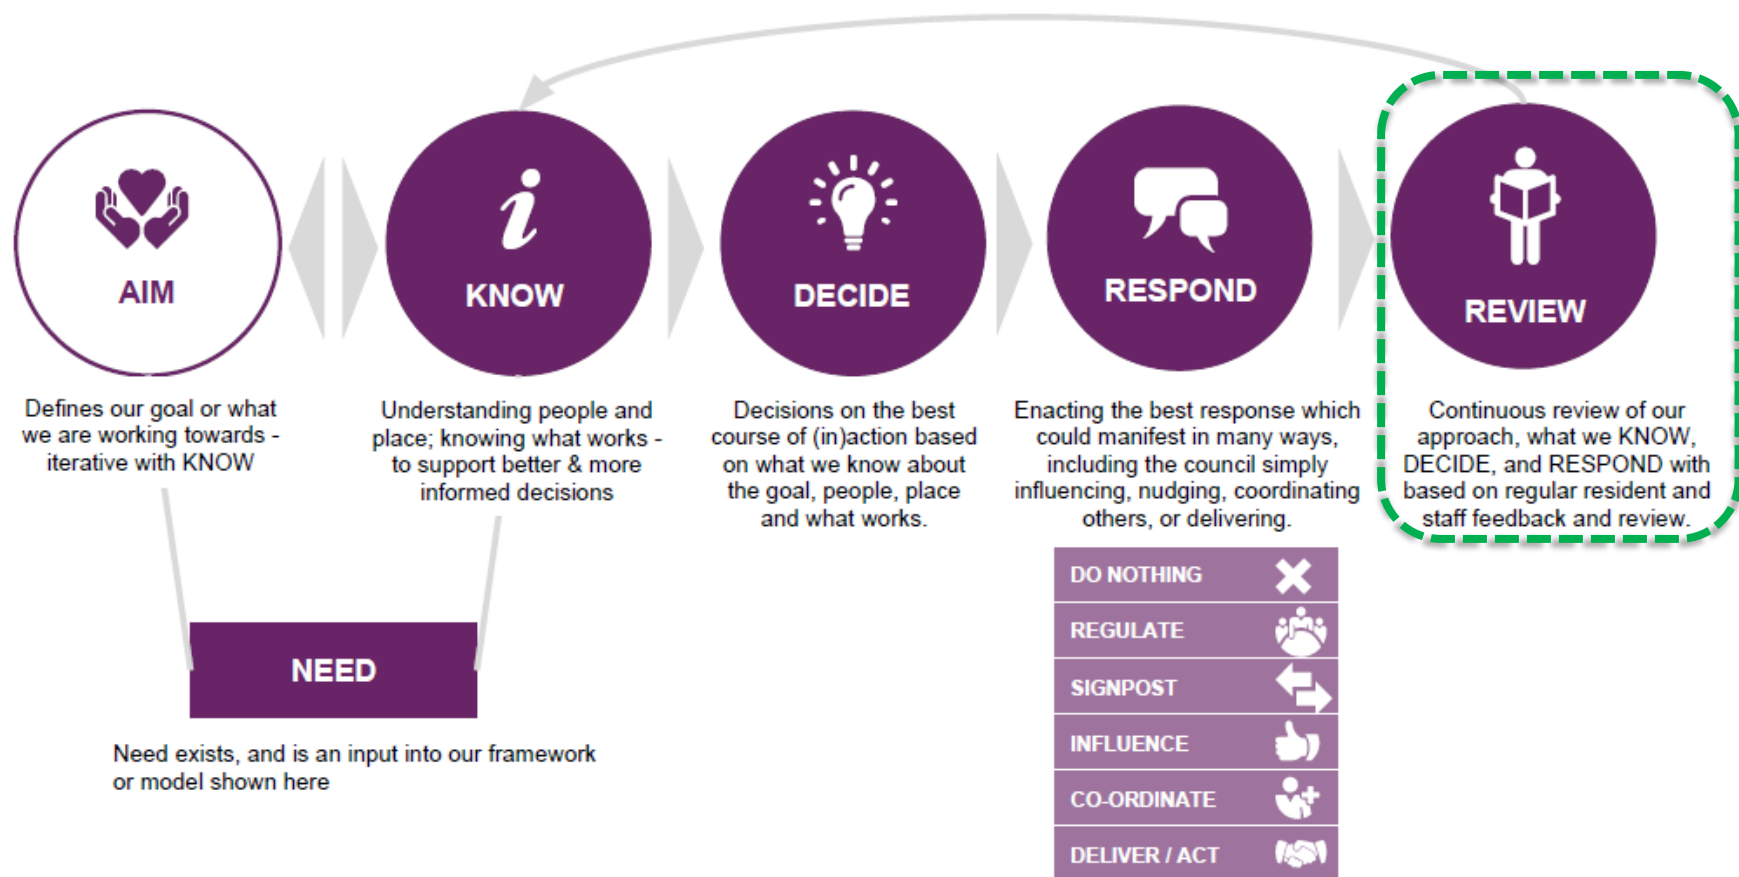 AIM
Defines our goal or what
we are working towards -
iterative with KNOW
KNOW
Understanding people and
place; knowing what works -
to support better & more
informed decisions
DECIDE
Decisions on the best
course of (in)action based
on what we know about
the goal, people, place
and what works.
RESPOND
Enacting the best response which
could manifest in many ways,
including the council simply
influencing, nudging, coordinating
others, or delivering.
REVIEW
Continuous review of our
approach, what we KNOW,
DECIDE, and RESPOND with
based on regular resident and
staff feedback and review.
NEED
Need exists, and is an input into our framework
or model shown here
DO NOTHING
REGULATE
SIGNPOST
INFLUENCE
CO-ORDINATE
DELIVER / ACT